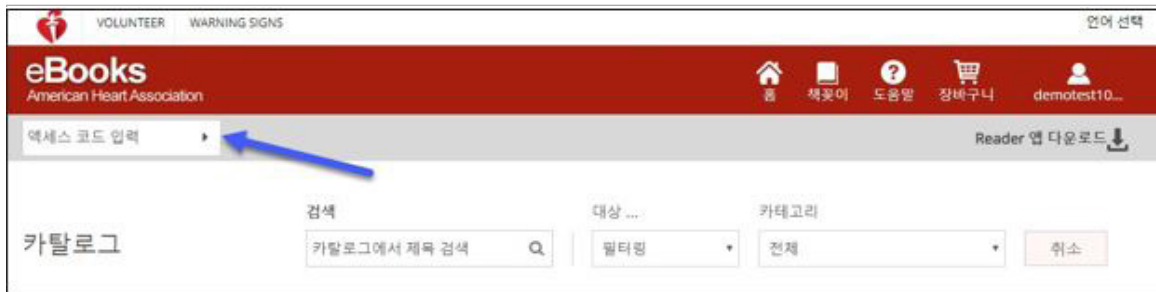 VOLUNTEER WARNING SIGNS 언어 선택
eBooks
American Heart Association
홈 책꽂이 도움말 장바구니 demotest10...
액세스 코드 입력 Reader 앱 다운로드
검색 대상 ... 카테고리
카탈로그 카탈로그에서 제목 검색 필터링 전체 취소